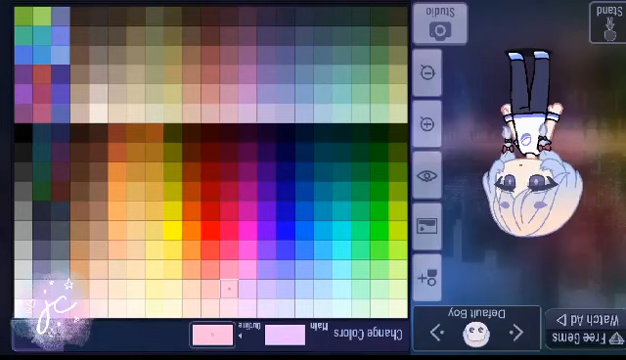 Change Colors
Main
Outline
Default Boy
Free Gems
Watch Ad
Studio
Stand
jc